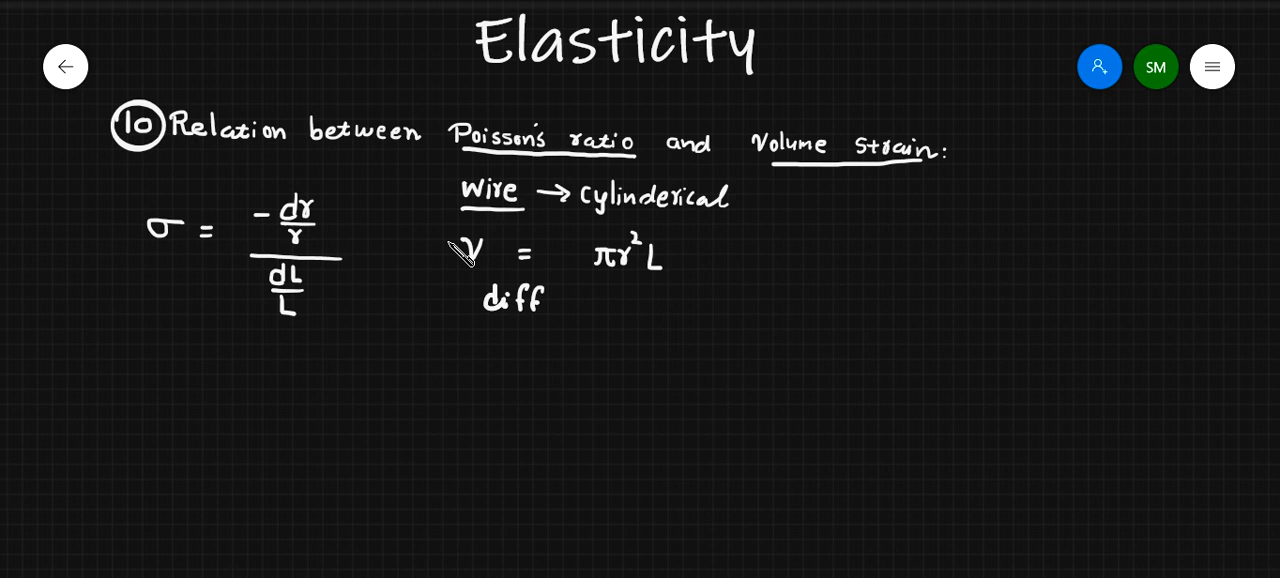 Elasticity
SM
10 Relation between Poisson's ratio and Volume Strain:
Wire → Cylinderical
σ = (-dr/r)/(dL/L)
V = πr²L
diff